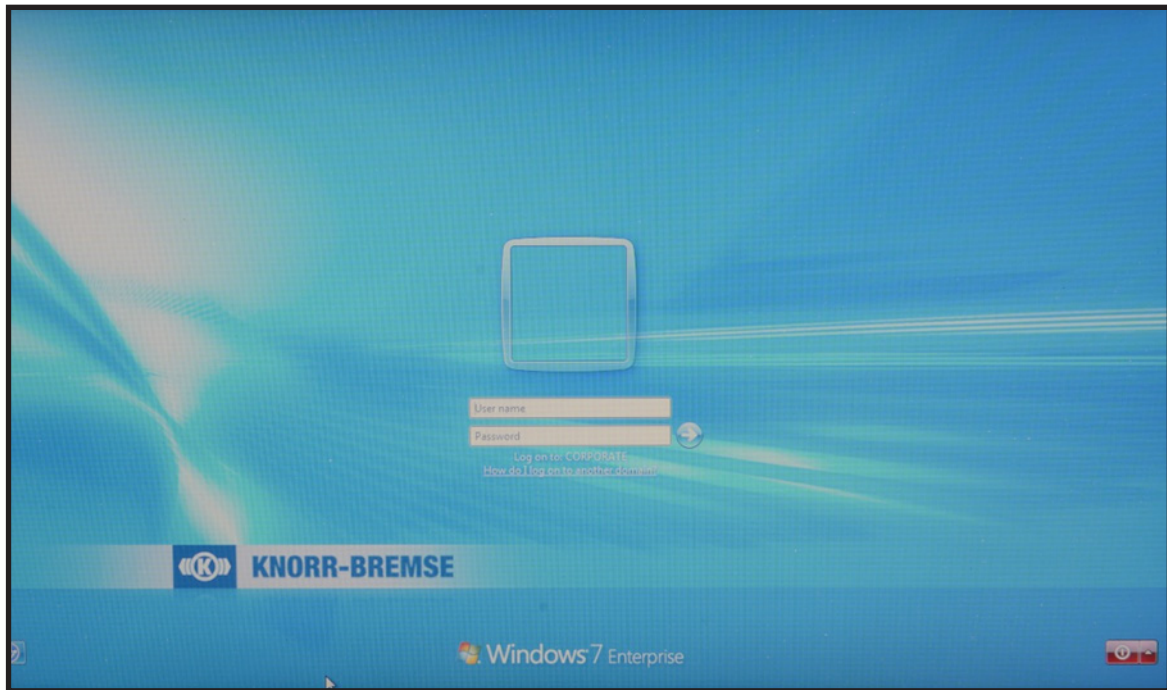 User name
Password
Log on to: CORPORATE
How do I log on to another domain?
KNORR-BREMSE
Windows 7 Enterprise